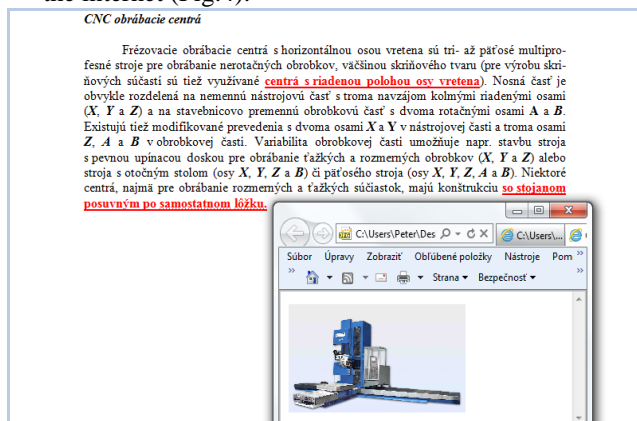 the Internet (Fig.4).
CNC obrábacie centrá
Frézovacie obrábacie centrá s horizontálnou osou vretena sú tri- až päťosé multipro-
fesné stroje pre obrábanie nerotačných obrobkov, väčšinou skriňového tvaru (pre výrobu skri-
ňových súčastí sú tiež využívané centrá s riadenou polohou osy vretena). Nosná časť je
obvykle rozdelená na nemennú nástrojovú časť s troma navzájom kolmými riadenými osami
(X, Y a Z) a na stavebnicovo premennú obrobkovú časť s dvoma rotačnými osami A a B.
Existujú tiež modifikované prevedenia s dvoma osami X a Y v nástrojovej časti a troma osami
Z, A a B v obrobkovej časti. Variabilita obrobkovej časti umožňuje napr. stavbu stroja
s pevnou upínacou doskou pre obrábanie ťažkých a rozmerných obrobkov (X, Y a Z) alebo
stroja s otočným stolom (osy X, Y, Z a B) či päťosého stroja (osy X, Y, Z, A a B). Niektoré
centrá, najmä pre obrábanie rozmerných a ťažkých súčiastok, majú konštrukciu so stojanom
posuvným po samostatnom lôžku.
C:\Users\Peter\Des C:\Users\...
Súbor Úpravy Zobraziť Obľúbené položky Nástroje Pom
Strana Bezpečnosť